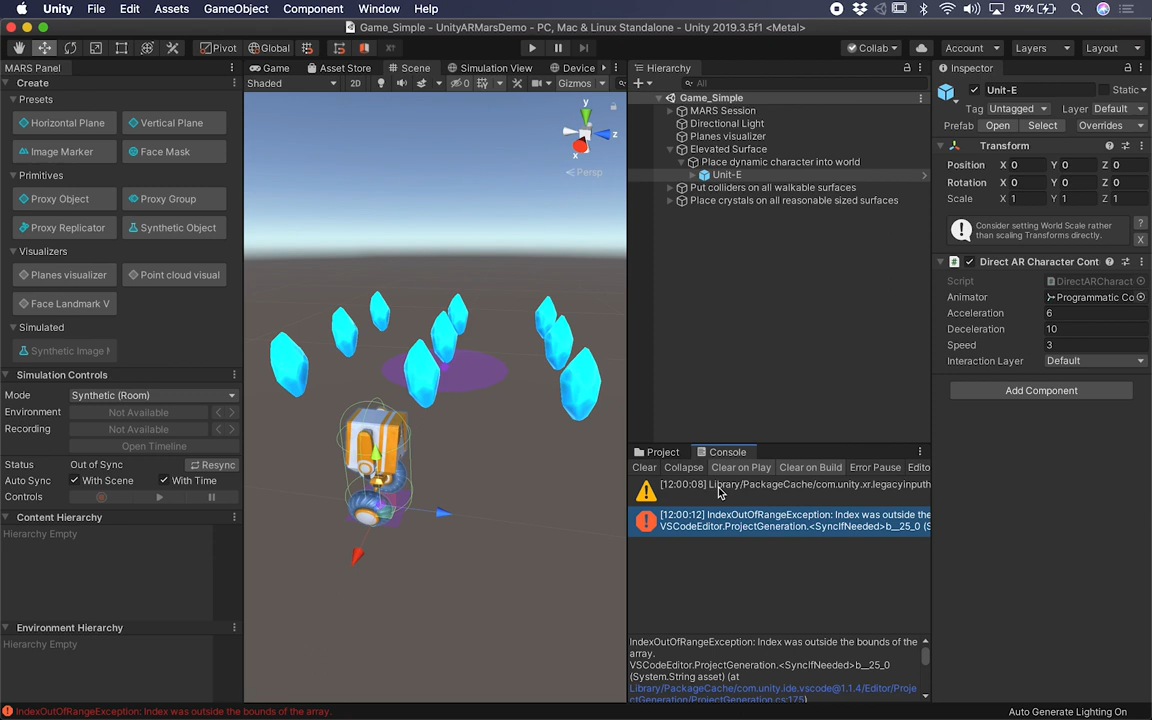 Unity File Edit Assets GameObject Component Window Help 97%
Game_Simple - UnityARMarsDemo - PC, Mac & Linux Standalone - Unity 2019.3.5f1 <Metal>
Pivot Global Collab Account Layers Layout
MARS Panel
Create
Presets
Horizontal Plane Vertical Plane
Image Marker Face Mask
Primitives
Proxy Object Proxy Group
Proxy Replicator Synthetic Object
Visualizers
Planes visualizer Point cloud visual
Face Landmark V
Simulated
Synthetic Image M
Simulation Controls
Mode Synthetic (Room)
Environment Not Available
Recording Not Available
Open Timeline
Status Out of Sync Resync
Auto Sync With Scene With Time
Controls
Content Hierarchy
Hierarchy Empty
Environment Hierarchy
Hierarchy Empty
Game Asset Store Scene Simulation View Device
Shaded 2D 0 Gizmos
y
z
x
Persp
Hierarchy
All
Game_Simple
MARS Session
Directional Light
Planes visualizer
Elevated Surface
Place dynamic character into world
Unit-E
Put colliders on all walkable surfaces
Place crystals on all reasonable sized surfaces
Project Console
Clear Collapse Clear on Play Clear on Build Error Pause Edito
[12:00:08] Library/PackageCache/com.unity.xr.legacyinputh
[12:00:12] IndexOutOfRangeException: Index was outside the
VSCodeEditor.ProjectGeneration.<SyncIfNeeded>b__25_0 (S
IndexOutOfRangeException: Index was outside the bounds of the
array.
VSCodeEditor.ProjectGeneration.<SyncIfNeeded>b__25_0
(System.String asset) (at
Library/PackageCache/com.unity.ide.vscode@1.1.4/Editor/Proje
ctGeneration/ProjectGeneration.cs:175)
Inspector
Unit-E Static
Tag Untagged Layer Default
Prefab Open Select Overrides
Transform
Position X 0 Y 0 Z 0
Rotation X 0 Y 0 Z 0
Scale X 1 Y 1 Z 1
Consider setting World Scale rather
than scaling Transforms directly.
?
X
Direct AR Character Cont
Script DirectARCharact
Animator Programmatic Co
Acceleration 6
Deceleration 10
Speed 3
Interaction Layer Default
Add Component
IndexOutOfRangeException: Index was outside the bounds of the array.
Auto Generate Lighting On